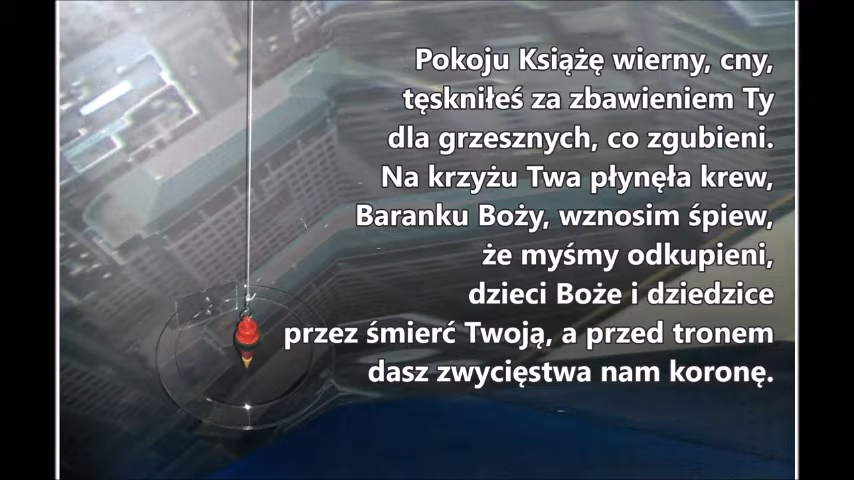 Pokoju Książę wierny, cny,
tęskniłeś za zbawieniem Ty
dla grzesznych, co zgubieni.
Na krzyżu Twa płynęła krew,
Baranku Boży, wznosim śpiew,
że myśmy odkupieni,
dzieci Boże i dziedzice
przez śmierć Twoją, a przed tronem
dasz zwycięstwa nam koronę.